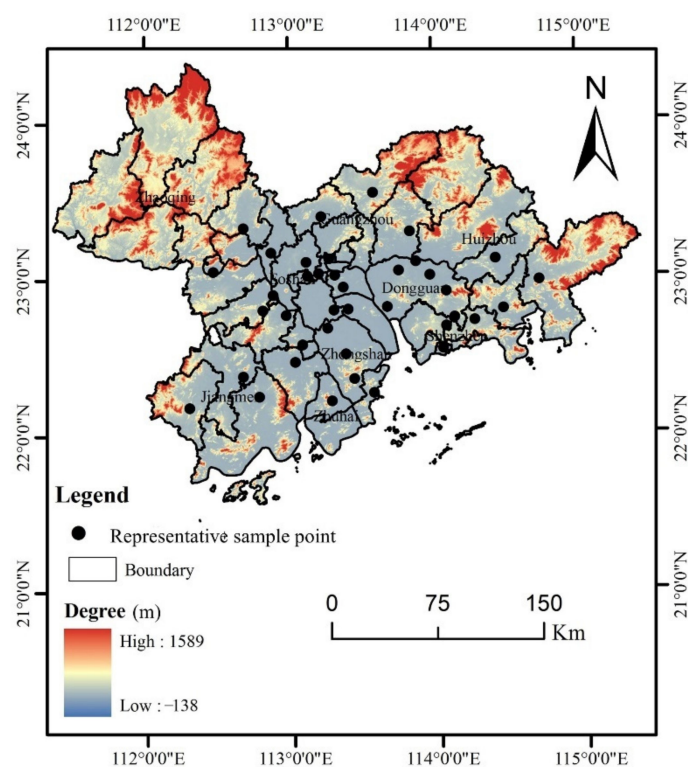 112°0'0"E 113°0'0"E 114°0'0"E 115°0'0"E
N
24°0'0"N 24°0'0"N
Zhaoqing
Guangzhou
Huizhou
23°0'0"N 23°0'0"N
Dongguan
Shenzhen
Zhongshan
Jiangmen
Zhuhai
22°0'0"N 22°0'0"N
Legend
Representative sample point
Boundary
21°0'0"N 21°0'0"N
Degree (m)
High : 1589
Low : −138
0 75 150
Km
112°0'0"E 113°0'0"E 114°0'0"E 115°0'0"E